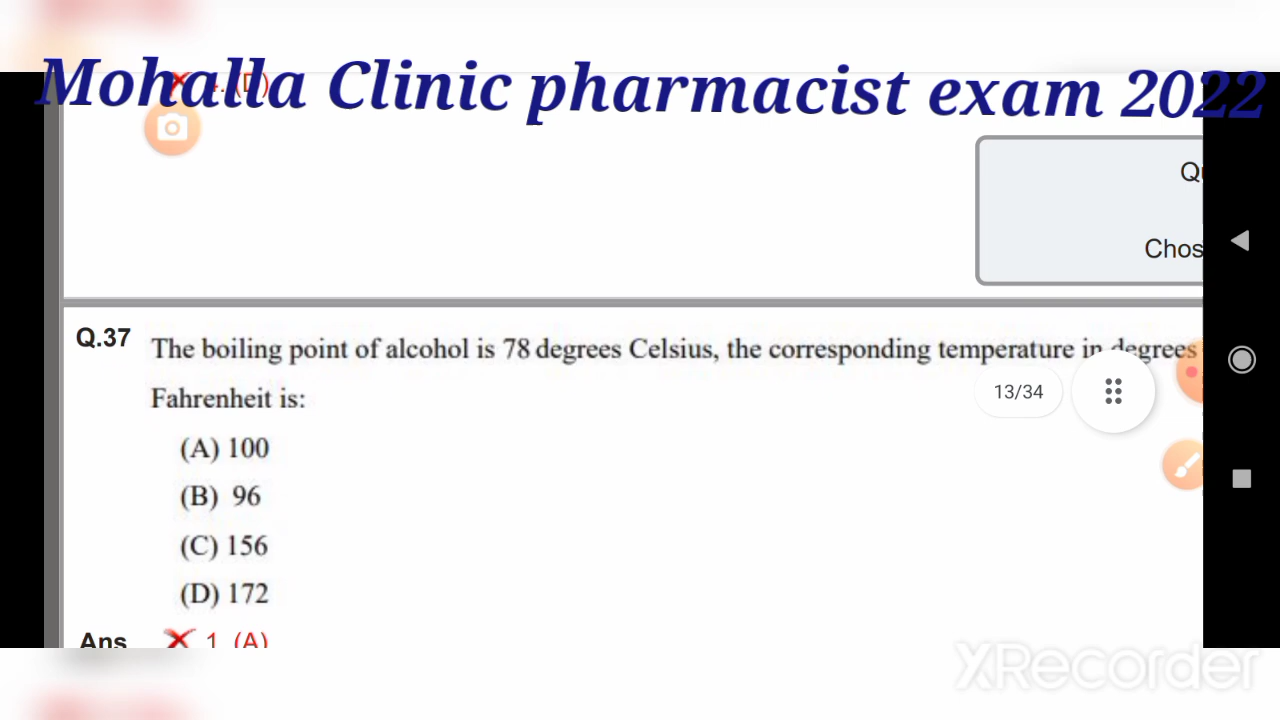 Mohalla Clinic pharmacist exam 2022
Chos
Q.37 The boiling point of alcohol is 78 degrees Celsius, the corresponding temperature in degrees
Fahrenheit is:
13/34
(A) 100
(B) 96
(C) 156
(D) 172
Ans 1. (A)
XRecorder